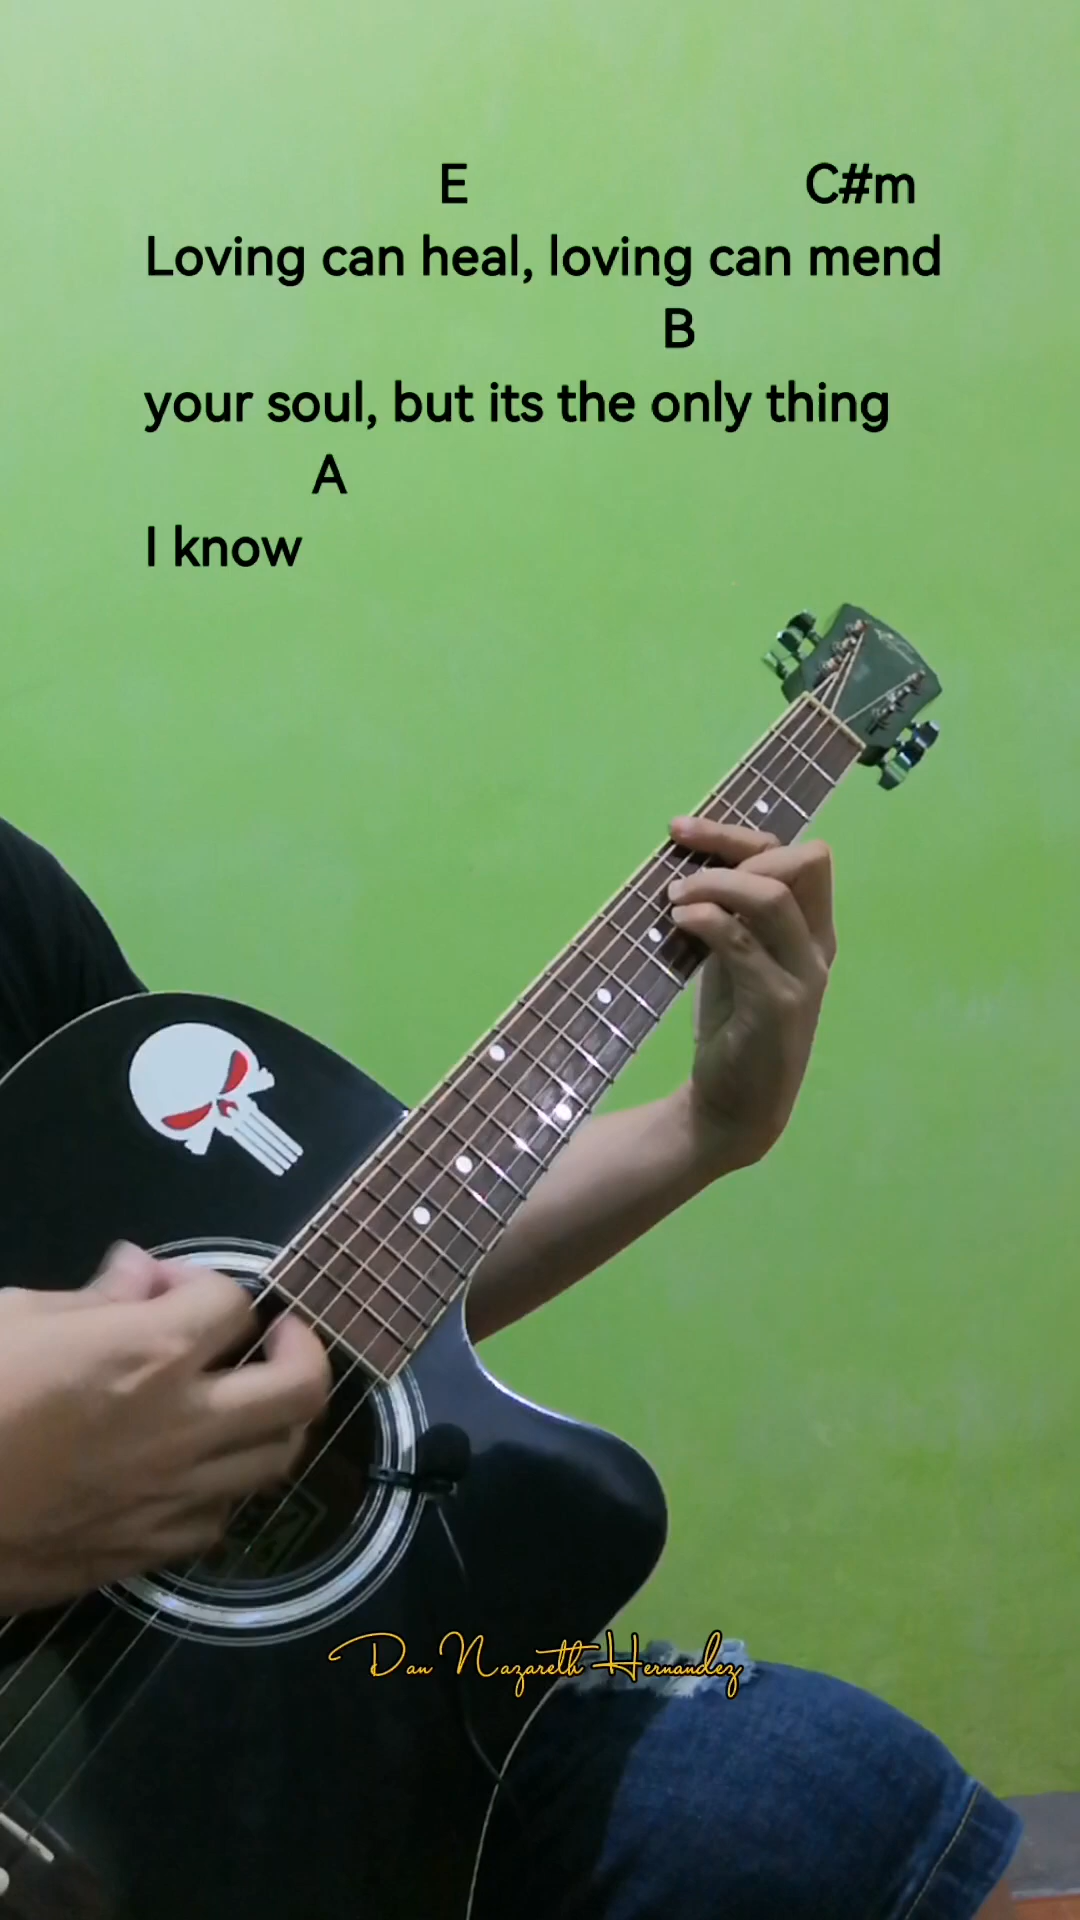 E C#m
Loving can heal, loving can mend
B
your soul, but its the only thing
A
I know
Dan Nazareth Hernandez